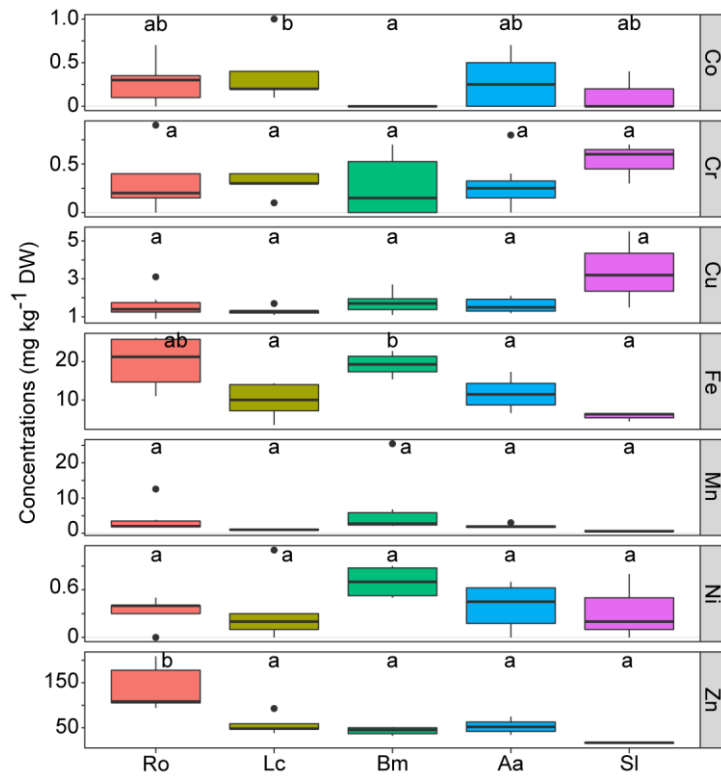 ab b a ab ab
1.0
0.5
0
Co
a a a a a
0.5
0
Cr
a a a a a
5
3
1
Cu
ab a b a a
20
10
Fe
a a a a a
20
10
0
Mn
a a a a a
0.6
0
Ni
b a a a a
150
50
Zn
Concentrations (mg kg⁻¹ DW)
Ro Lc Bm Aa Sl